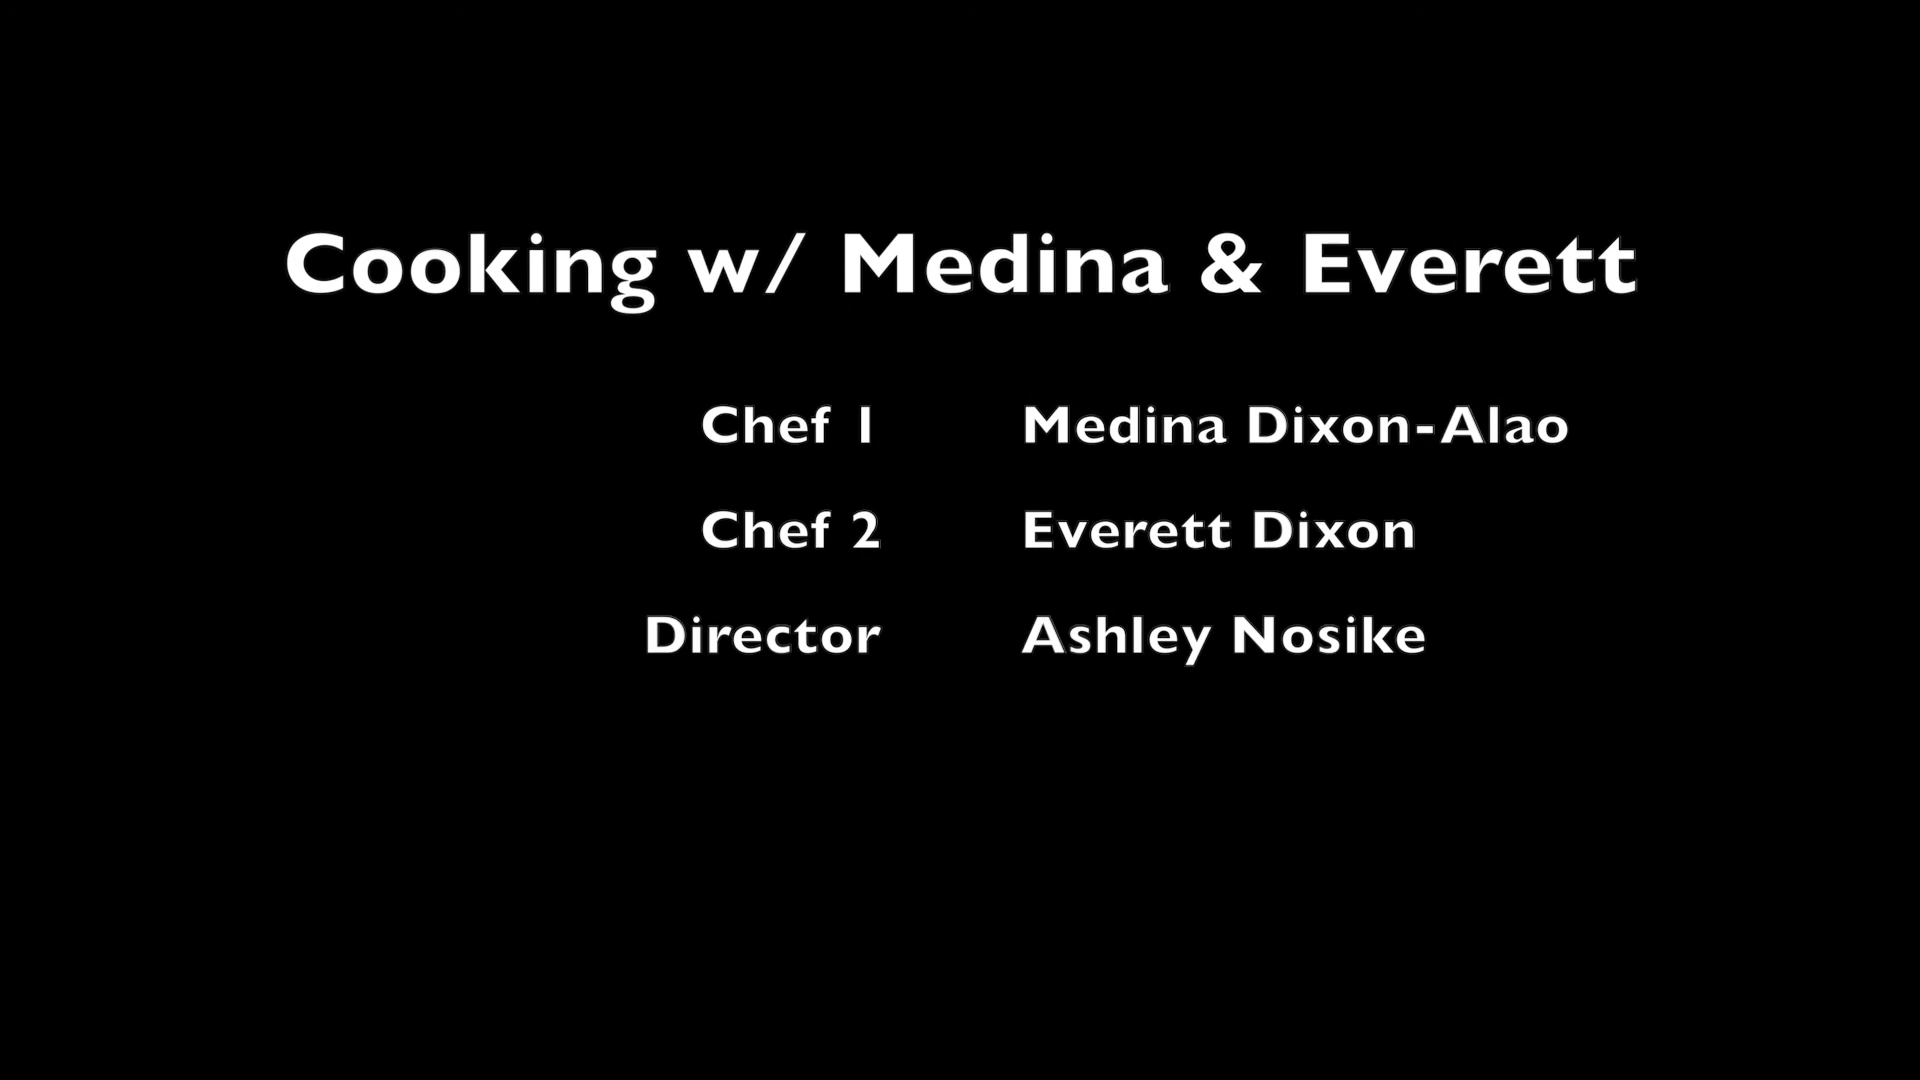 Cooking w/ Medina & Everett
Chef 1 Medina Dixon-Alao
Chef 2 Everett Dixon
Director Ashley Nosike